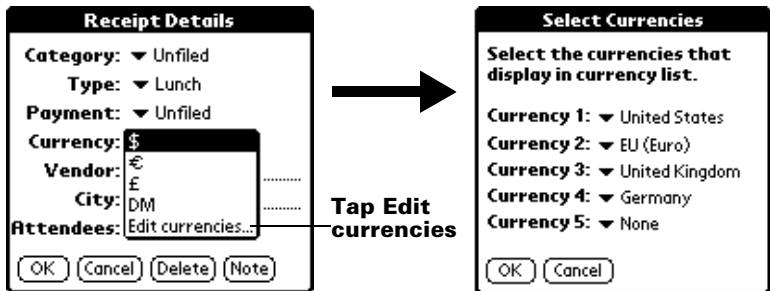 Receipt Details
Category: Unfiled
Type: Lunch
Payment: Unfiled
Currency: $
€
Vendor:
£
City:
DM
Attendees: Edit currencies...
OK Cancel Delete Note
Tap Edit
currencies
Select Currencies
Select the currencies that
display in currency list.
Currency 1: United States
Currency 2: EU (Euro)
Currency 3: United Kingdom
Currency 4: Germany
Currency 5: None
OK Cancel